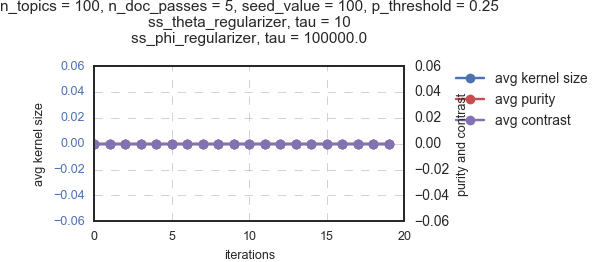 n_topics = 100, n_doc_passes = 5, seed_value = 100, p_threshold = 0.25
ss_theta_regularizer, tau = 10
ss_phi_regularizer, tau = 100000.0
0.06
0.04
0.02
0.00
−0.02
−0.04
−0.06
avg kernel size
0.06
0.04
0.02
0.00
−0.02
−0.04
−0.06
purity and contrast
avg kernel size
avg purity
avg contrast
0 5 10 15 20
iterations